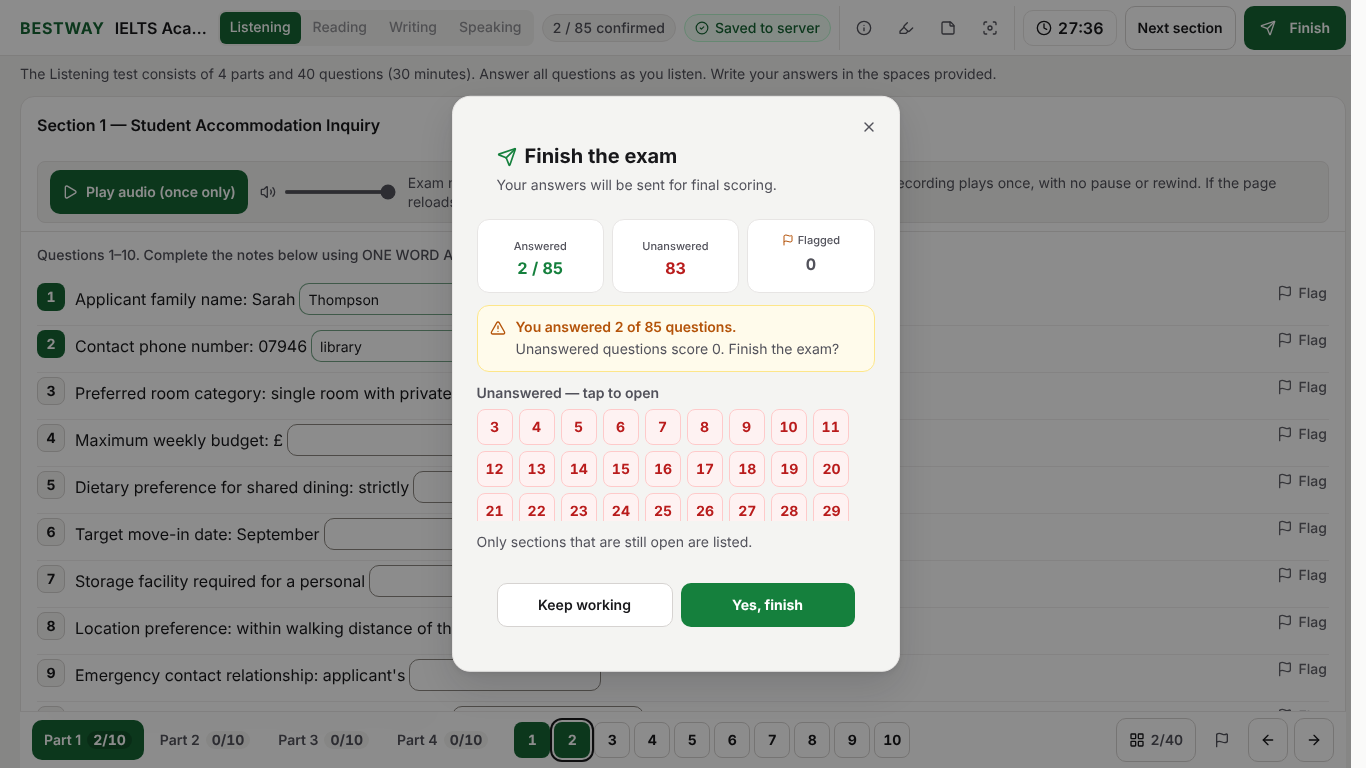 BESTWAY IELTS Aca... Listening Reading Writing Speaking 2 / 85 confirmed Saved to server 27:36 Next section Finish
The Listening test consists of 4 parts and 40 questions (30 minutes). Answer all questions as you listen. Write your answers in the spaces provided.
Section 1 — Student Accommodation Inquiry
Play audio (once only)
Exam
ecording plays once, with no pause or rewind. If the page
reloads
Questions 1–10. Complete the notes below using ONE WORD
1 Applicant family name: Sarah Thompson Flag
2 Contact phone number: 07946 library Flag
3 Preferred room category: single room with private Flag
4 Maximum weekly budget: £ Flag
5 Dietary preference for shared dining: strictly Flag
6 Target move-in date: September Flag
7 Storage facility required for a personal Flag
8 Location preference: within walking distance of th Flag
9 Emergency contact relationship: applicant's Flag
Finish the exam
Your answers will be sent for final scoring.
Answered Unanswered Flagged
2 / 85 83 0
You answered 2 of 85 questions.
Unanswered questions score 0. Finish the exam?
Unanswered — tap to open
3 4 5 6 7 8 9 10 11
12 13 14 15 16 17 18 19 20
21 22 23 24 25 26 27 28 29
Only sections that are still open are listed.
Keep working Yes, finish
Part 1 2/10 Part 2 0/10 Part 3 0/10 Part 4 0/10 1 2 3 4 5 6 7 8 9 10 2/40